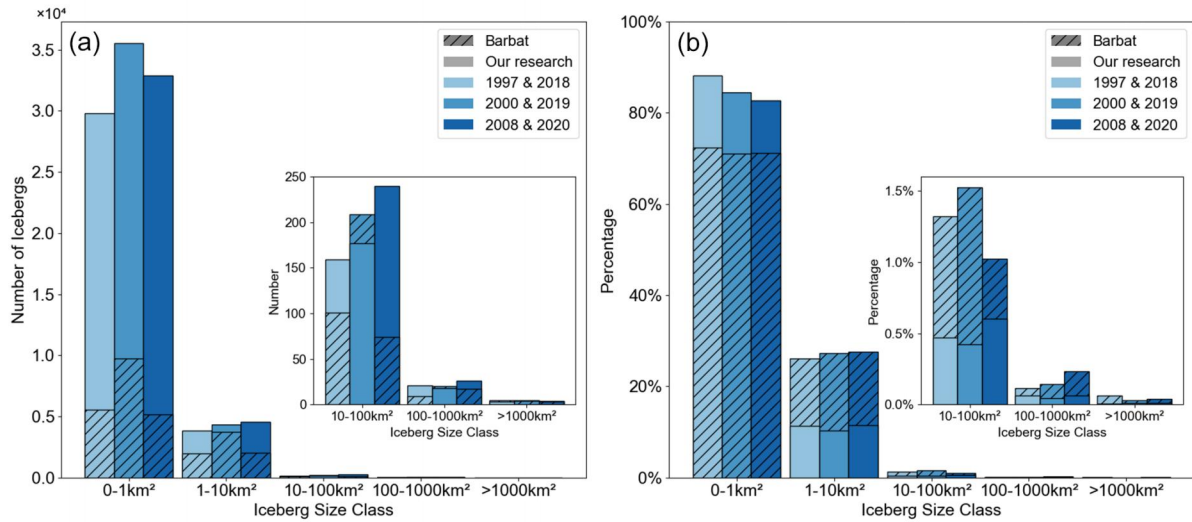 ×10⁴
(a)
Number of Icebergs
3.5
3.0
2.5
2.0
1.5
1.0
0.5
0.0
0-1km²
1-10km²
10-100km²
100-1000km²
>1000km²
Iceberg Size Class
Barbat
Our research
1997 & 2018
2000 & 2019
2008 & 2020
Number
250
200
150
100
50
0
10-100km²
100-1000km²
>1000km²
Iceberg Size Class
(b)
Percentage
100%
80%
60%
40%
20%
0%
0-1km²
1-10km²
10-100km²
100-1000km²
>1000km²
Iceberg Size Class
Barbat
Our research
1997 & 2018
2000 & 2019
2008 & 2020
Percentage
1.5%
1.0%
0.5%
0.0%
10-100km²
100-1000km²
>1000km²
Iceberg Size Class